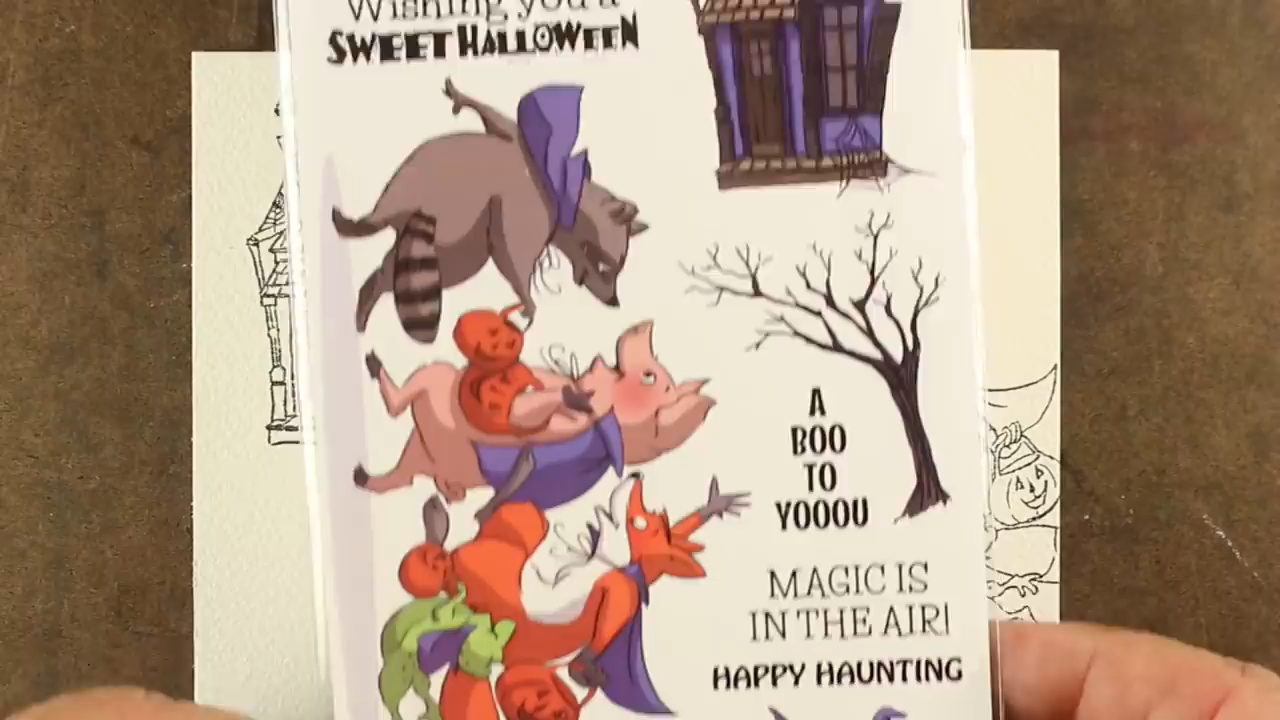 Wishing you a
SWEET HALLOWEEN
A
BOO
TO
YOOOU
MAGIC IS
IN THE AIR!
HAPPY HAUNTING